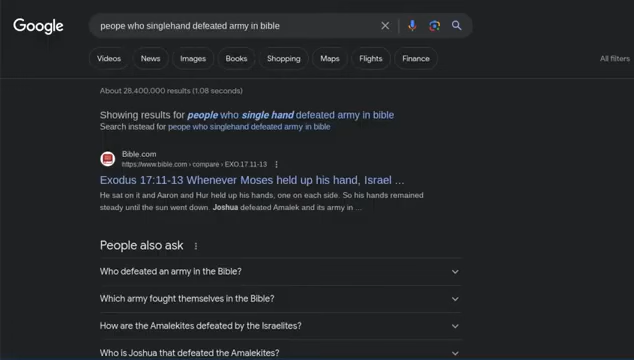 Google
peope who singlehand defeated army in bible
Videos
News
Images
Books
Shopping
Maps
Flights
Finance
All filters
About 28,400,000 results (1.08 seconds)
Showing results for people who single hand defeated army in bible
Search instead for peope who singlehand defeated army in bible
Bible.com
https://www.bible.com › compare › EXO.17.11-13
Exodus 17:11-13 Whenever Moses held up his hand, Israel ...
He sat on it and Aaron and Hur held up his hands, one on each side. So his hands remained
steady until the sun went down. Joshua defeated Amalek and its army in ...
People also ask
Who defeated an army in the Bible?
Which army fought themselves in the Bible?
How are the Amalekites defeated by the Israelites?
Who is Joshua that defeated the Amalekites?